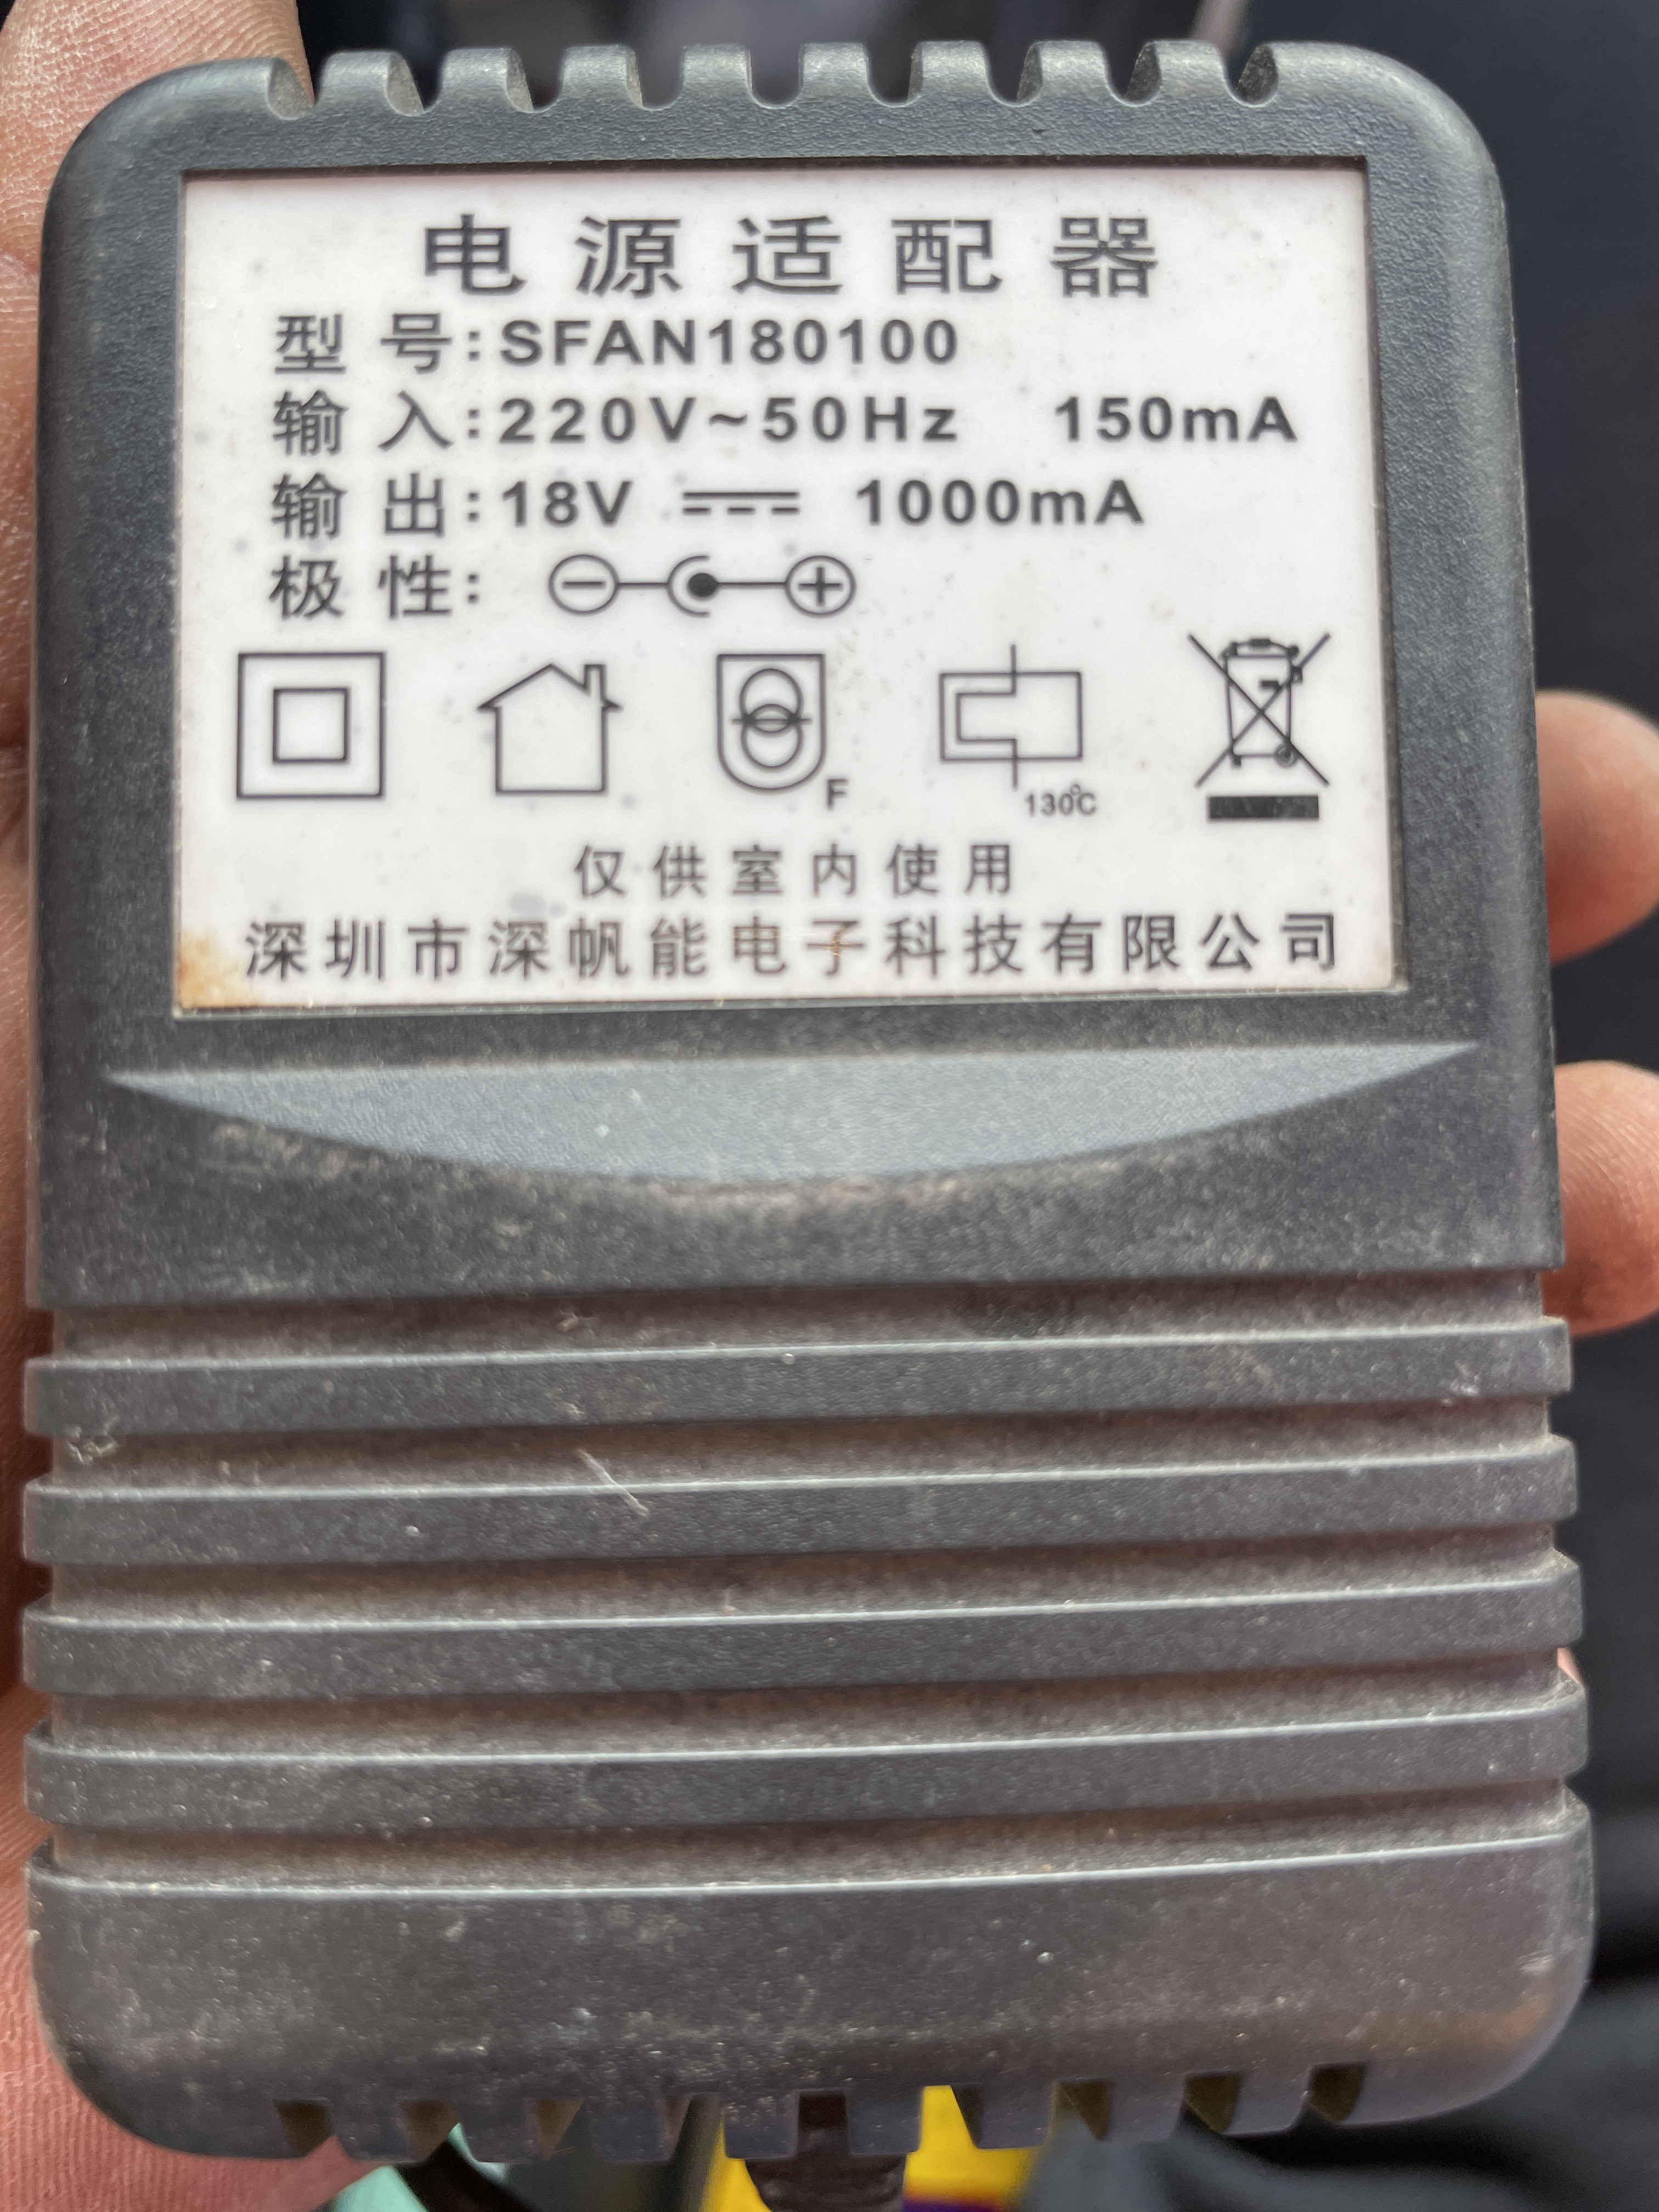 电源适配器
型号:SFAN180100
输入:220V~50Hz 150mA
输出:18V ⎓ 1000mA
极性:
F
130℃
仅供室内使用
深圳市深帆能电子科技有限公司